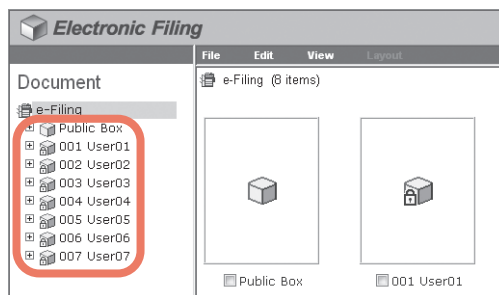 Electronic Filing
File Edit View Layout
Document
e-Filing (8 items)
e-Filing
Public Box
001 User01
002 User02
003 User03
004 User04
005 User05
006 User06
007 User07
Public Box
001 User01